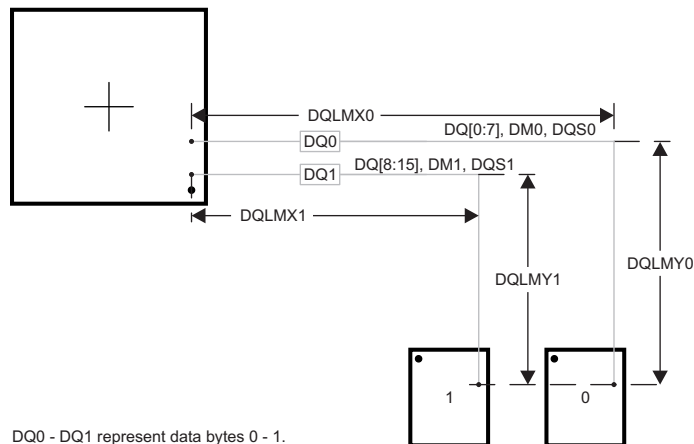 DQLMX0
DQ[0:7], DM0, DQS0
DQ0
DQ[8:15], DM1, DQS1
DQ1
DQLMX1
DQLMY0
DQLMY1
1
0
DQ0 - DQ1 represent data bytes 0 - 1.